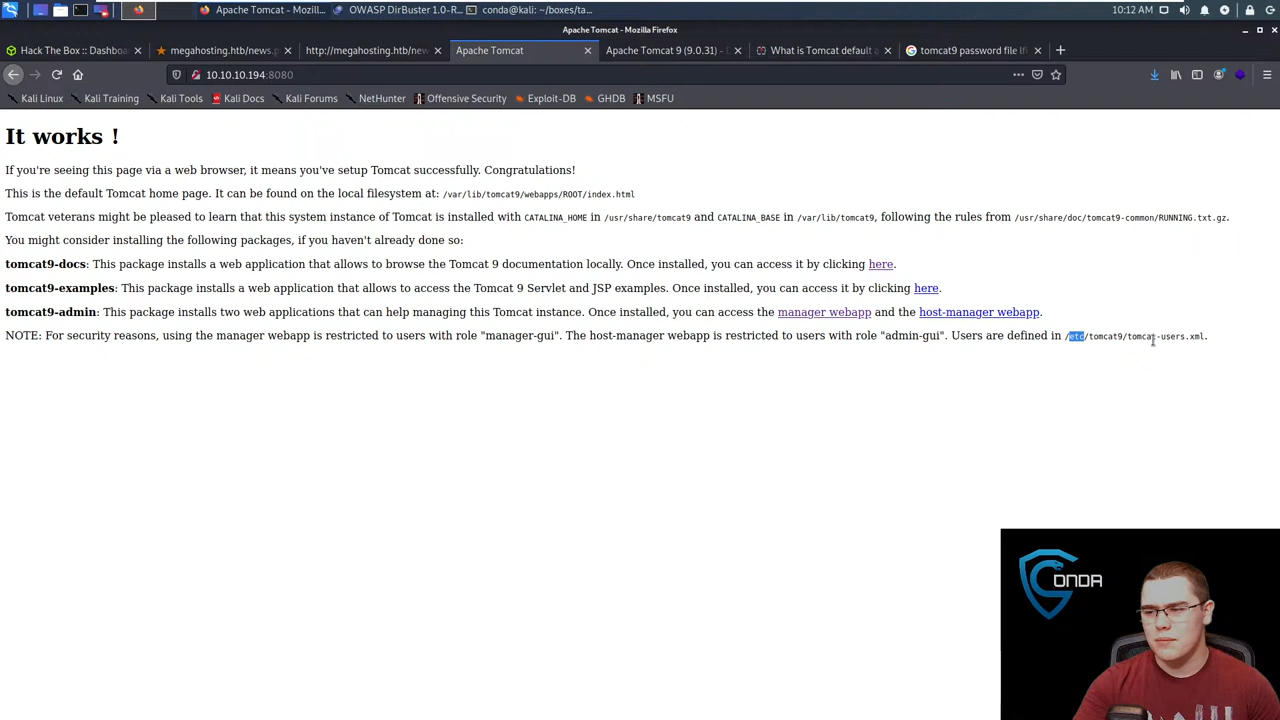 Apache Tomcat - Mozill...
OWASP DirBuster 1.0-R...
conda@kali: ~/boxes/ta...
10:12 AM
Apache Tomcat - Mozilla Firefox
Hack The Box :: Dashboa
megahosting.htb/news.p
http://megahosting.htb/new
Apache Tomcat
Apache Tomcat 9 (9.0.31) -
What is Tomcat default a
tomcat9 password file lfi
10.10.10.194:8080
Kali Linux
Kali Training
Kali Tools
Kali Docs
Kali Forums
NetHunter
Offensive Security
Exploit-DB
GHDB
MSFU
It works !
If you're seeing this page via a web browser, it means you've setup Tomcat successfully. Congratulations!
This is the default Tomcat home page. It can be found on the local filesystem at: /var/lib/tomcat9/webapps/ROOT/index.html
Tomcat veterans might be pleased to learn that this system instance of Tomcat is installed with CATALINA_HOME in /usr/share/tomcat9 and CATALINA_BASE in /var/lib/tomcat9, following the rules from /usr/share/doc/tomcat9-common/RUNNING.txt.gz.
You might consider installing the following packages, if you haven't already done so:
tomcat9-docs: This package installs a web application that allows to browse the Tomcat 9 documentation locally. Once installed, you can access it by clicking here.
tomcat9-examples: This package installs a web application that allows to access the Tomcat 9 Servlet and JSP examples. Once installed, you can access it by clicking here.
tomcat9-admin: This package installs two web applications that can help managing this Tomcat instance. Once installed, you can access the manager webapp and the host-manager webapp.
NOTE: For security reasons, using the manager webapp is restricted to users with role "manager-gui". The host-manager webapp is restricted to users with role "admin-gui". Users are defined in /etc/tomcat9/tomcat-users.xml.
CONDA